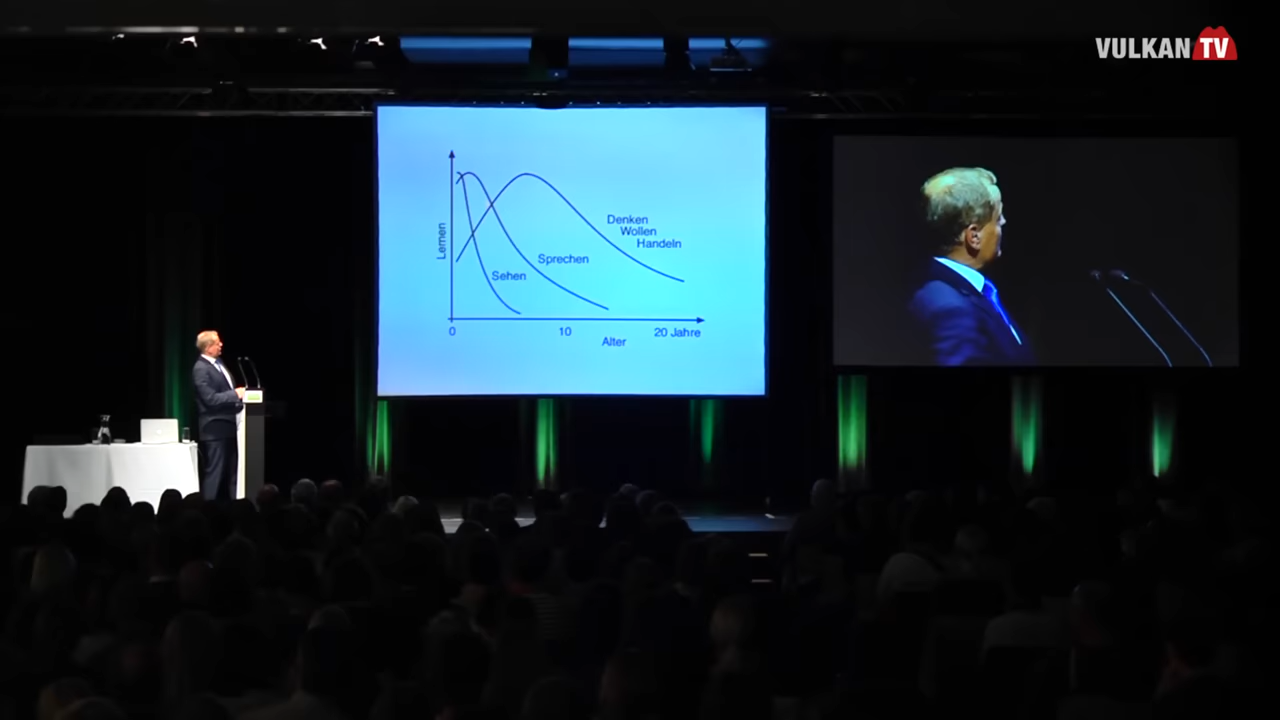 VULKAN TV
Lernen
Denken
Wollen
Handeln
Sprechen
Sehen
0
10
20 Jahre
Alter